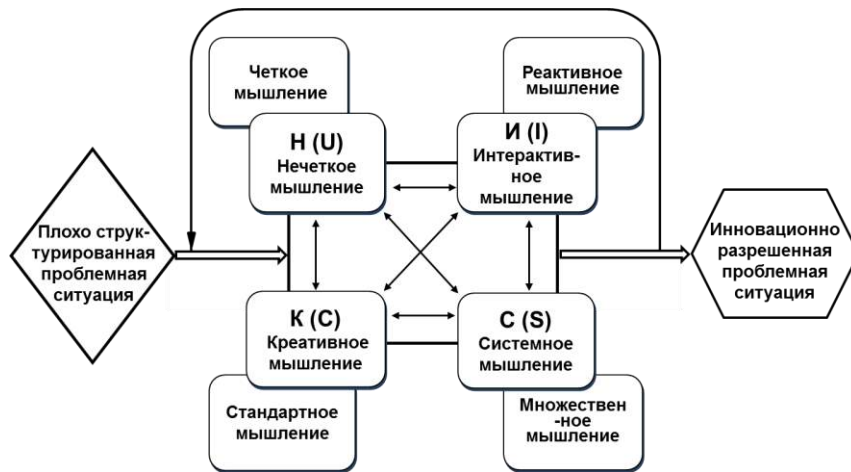 Четкое
мышление
Реактивное
мышление
Н (U)
Нечеткое
мышление
И (I)
Интерактив-
ное
мышление
Плохо струк-
турированная
проблемная
ситуация
Инновационно
разрешенная
проблемная
ситуация
К (C)
Креативное
мышление
С (S)
Системное
мышление
Стандартное
мышление
Множествен
-ное
мышление